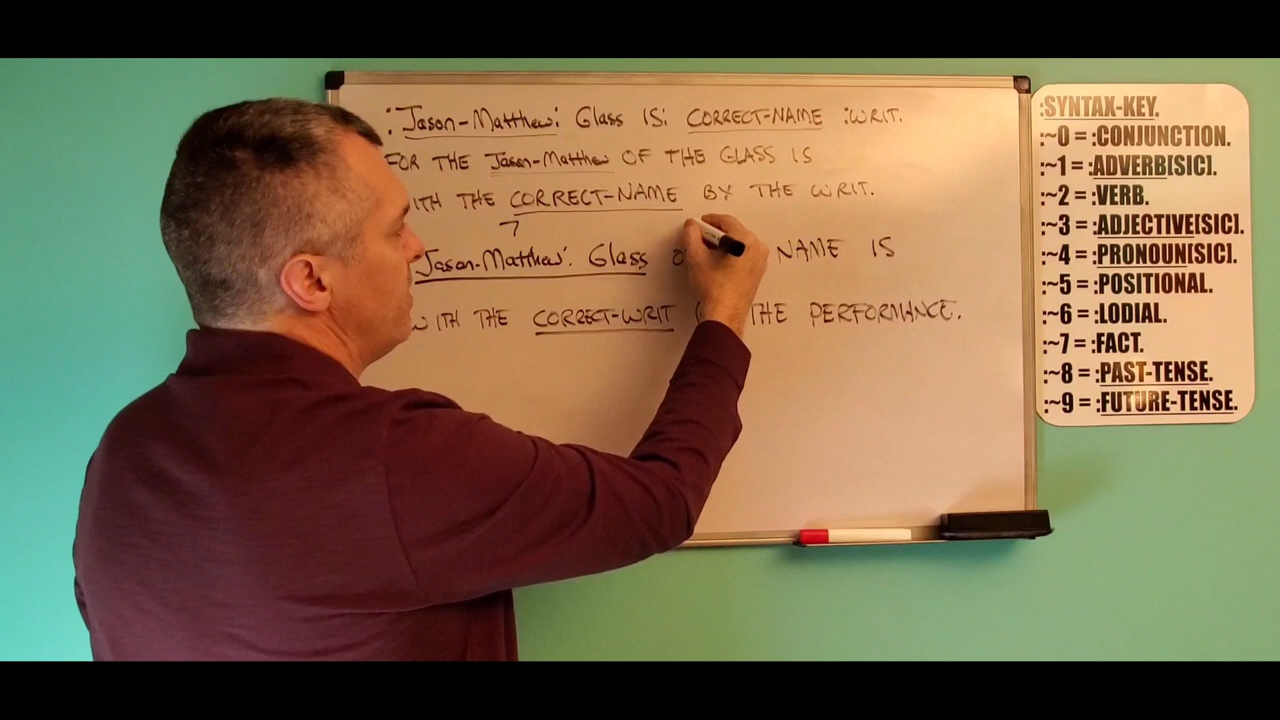 :Jason-Matthew: Glass IS: CORRECT-NAME :WRIT.
FOR THE Jason-Matthew OF THE GLASS IS
WITH THE CORRECT-NAME BY THE WRIT.
7
Jason-Matthew: Glass NAME IS
WITH THE CORRECT-WRIT THE PERFORMANCE.
:SYNTAX-KEY.
:~0 = :CONJUNCTION.
:~1 = :ADVERB[SIC].
:~2 = :VERB.
:~3 = :ADJECTIVE[SIC].
:~4 = :PRONOUN[SIC].
:~5 = :POSITIONAL.
:~6 = :LODIAL.
:~7 = :FACT.
:~8 = :PAST-TENSE.
:~9 = :FUTURE-TENSE.